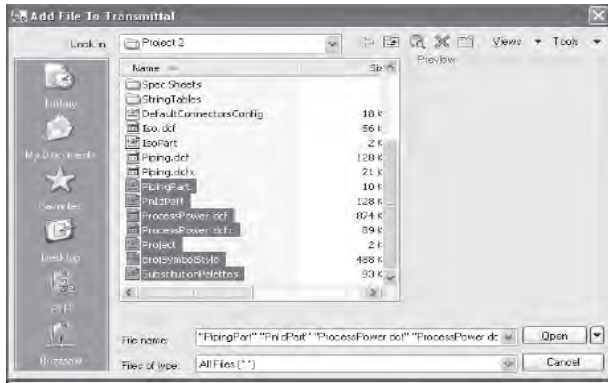 Add File To Transmittal
Look in: Project 2
Views Tools
Name Size
Preview
Spec Sheets
StringTables
DefaultConnectorsConfig 18 K
Iso.dcf 56 K
IsoPart 2 K
Piping.dcf 128 K
Piping.dcfx 21 K
PipingPart 10 K
PnIdPart 128 K
ProcessPower.dcf 874 K
ProcessPower.dcfx 89 K
Project 2 K
projSymbolStyle 488 K
SubstitutionPalettes 93 K
History
My Documents
Favorites
Desktop
FTP
Buzzsaw
File name: "PipingPart" "PnIdPart" "ProcessPower.dcf" "ProcessPower.dc
Open
Files of type: All Files (*.*)
Cancel